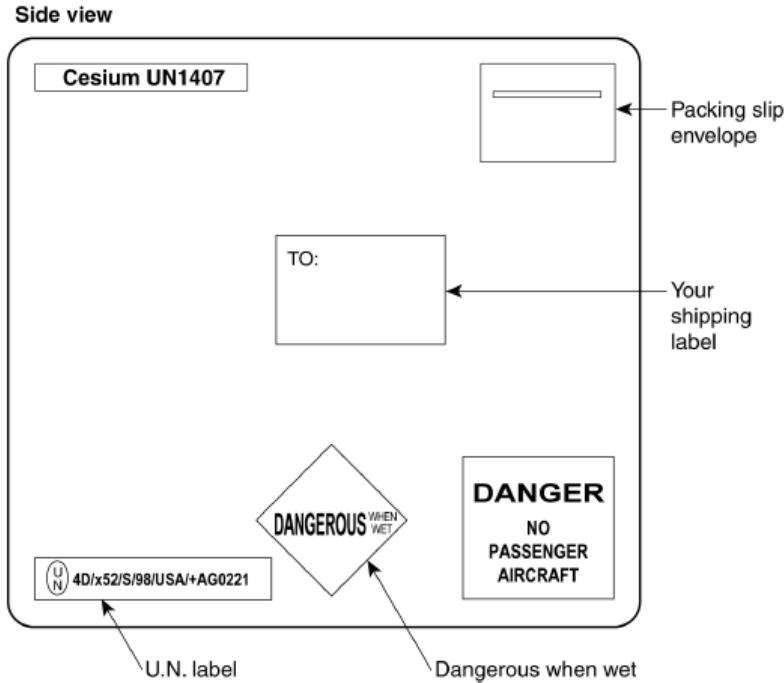 Side view
Cesium UN1407
Packing slip
envelope
TO:
Your
shipping
label
DANGEROUS WHEN
WET
DANGER
NO
PASSENGER
AIRCRAFT
U
N
4D/x52/S/98/USA/+AG0221
U.N. label
Dangerous when wet